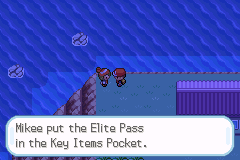 Mikee put the Elite Pass
in the Key Items Pocket.